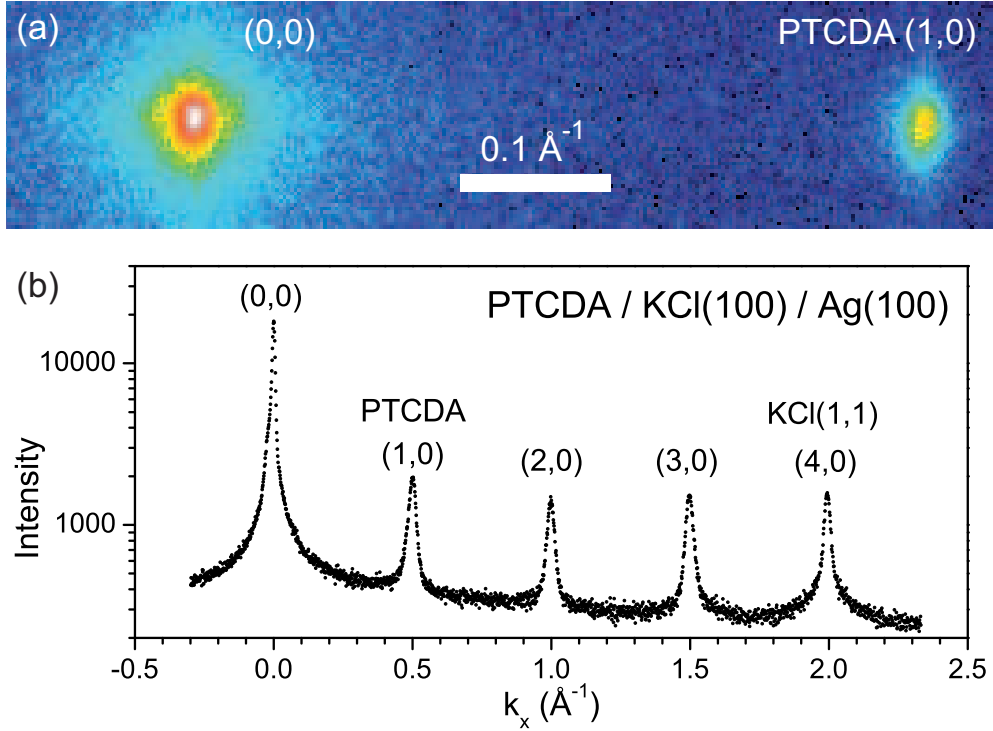 (a)
(0,0)
PTCDA (1,0)
0.1 Å⁻¹
(b)
(0,0)
PTCDA / KCl(100) / Ag(100)
10000
PTCDA
KCl(1,1)
(1,0)
(2,0)
(3,0)
(4,0)
1000
Intensity
-0.5
0.0
0.5
1.0
1.5
2.0
2.5
kₓ (Å⁻¹)